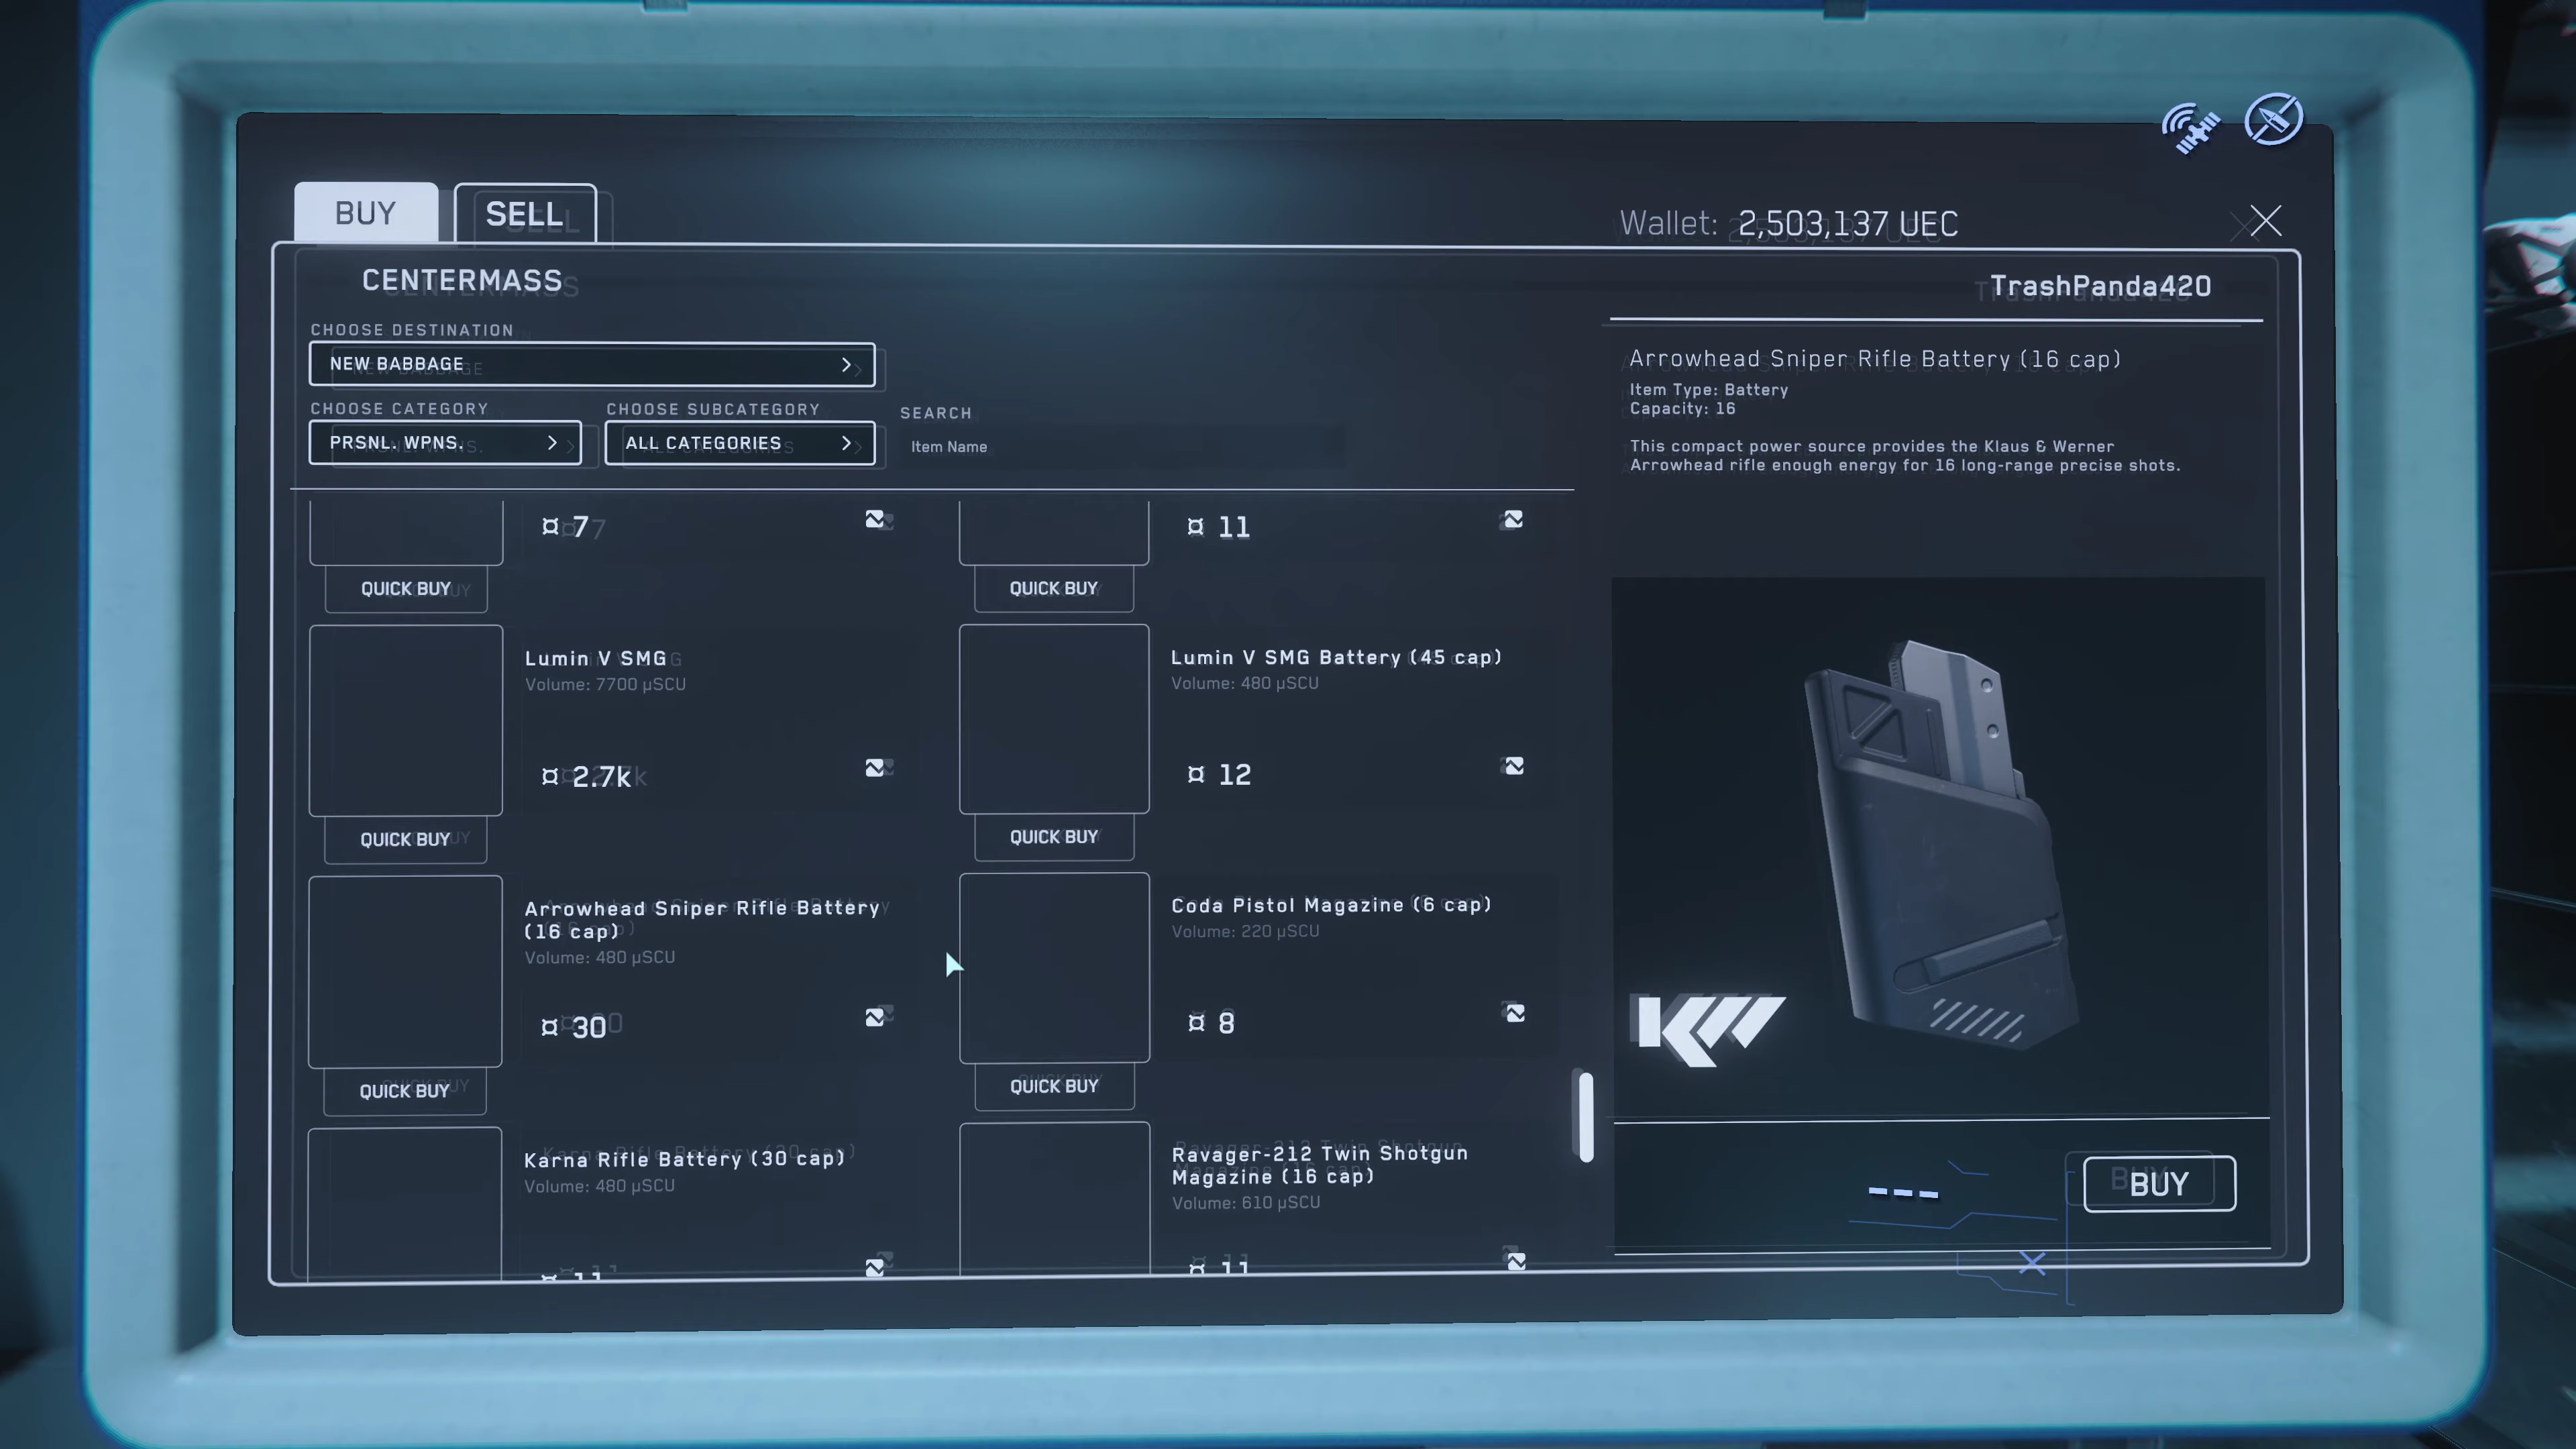 BUY
SELL
Wallet: 2,503,137 UEC
CENTERMASS
TrashPanda420
CHOOSE DESTINATION
NEW BABBAGE
CHOOSE CATEGORY
CHOOSE SUBCATEGORY
SEARCH
PRSNL. WPNS.
ALL CATEGORIES
Item Name
¤ 7
QUICK BUY
¤ 11
QUICK BUY
Lumin V SMG
Volume: 7700 µSCU
¤ 2.7k
QUICK BUY
Lumin V SMG Battery (45 cap)
Volume: 480 µSCU
¤ 12
QUICK BUY
Arrowhead Sniper Rifle Battery
(16 cap)
Volume: 480 µSCU
¤ 30
QUICK BUY
Coda Pistol Magazine (6 cap)
Volume: 220 µSCU
¤ 8
QUICK BUY
Karna Rifle Battery (30 cap)
Volume: 480 µSCU
¤ 11
Ravager-212 Twin Shotgun
Magazine (16 cap)
Volume: 610 µSCU
¤ 11
Arrowhead Sniper Rifle Battery (16 cap)
Item Type: Battery
Capacity: 16
This compact power source provides the Klaus & Werner
Arrowhead rifle enough energy for 16 long-range precise shots.
KW
---
BUY